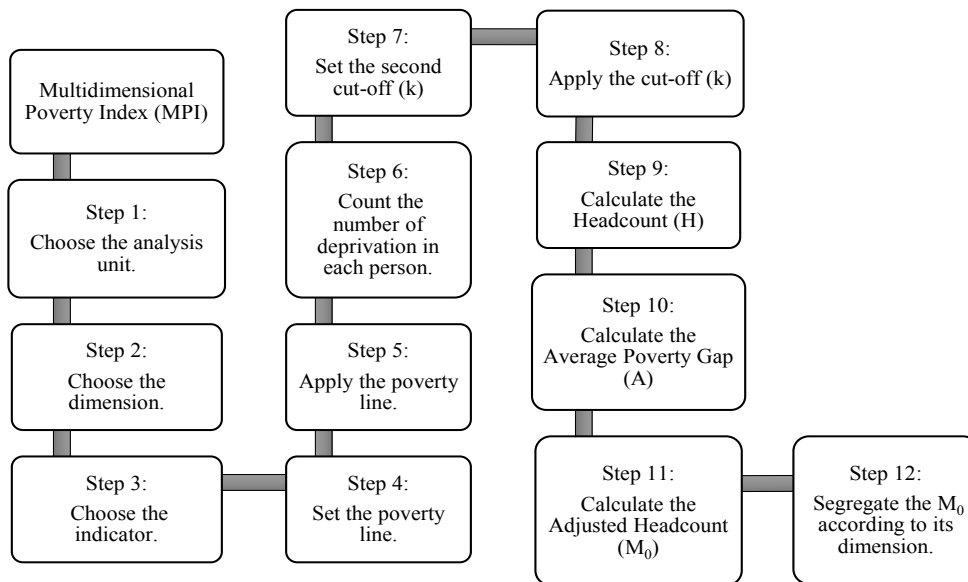 Multidimensional
Poverty Index (MPI)
Step 1:
Choose the analysis
unit.
Step 2:
Choose the
dimension.
Step 3:
Choose the
indicator.
Step 4:
Set the poverty
line.
Step 5:
Apply the poverty
line.
Step 6:
Count the
number of
deprivation in
each person.
Step 7:
Set the second
cut-off (k)
Step 8:
Apply the cut-off (k)
Step 9:
Calculate the
Headcount (H)
Step 10:
Calculate the
Average Poverty Gap
(A)
Step 11:
Calculate the
Adjusted Headcount
(M₀)
Step 12:
Segregate the M₀
according to its
dimension.